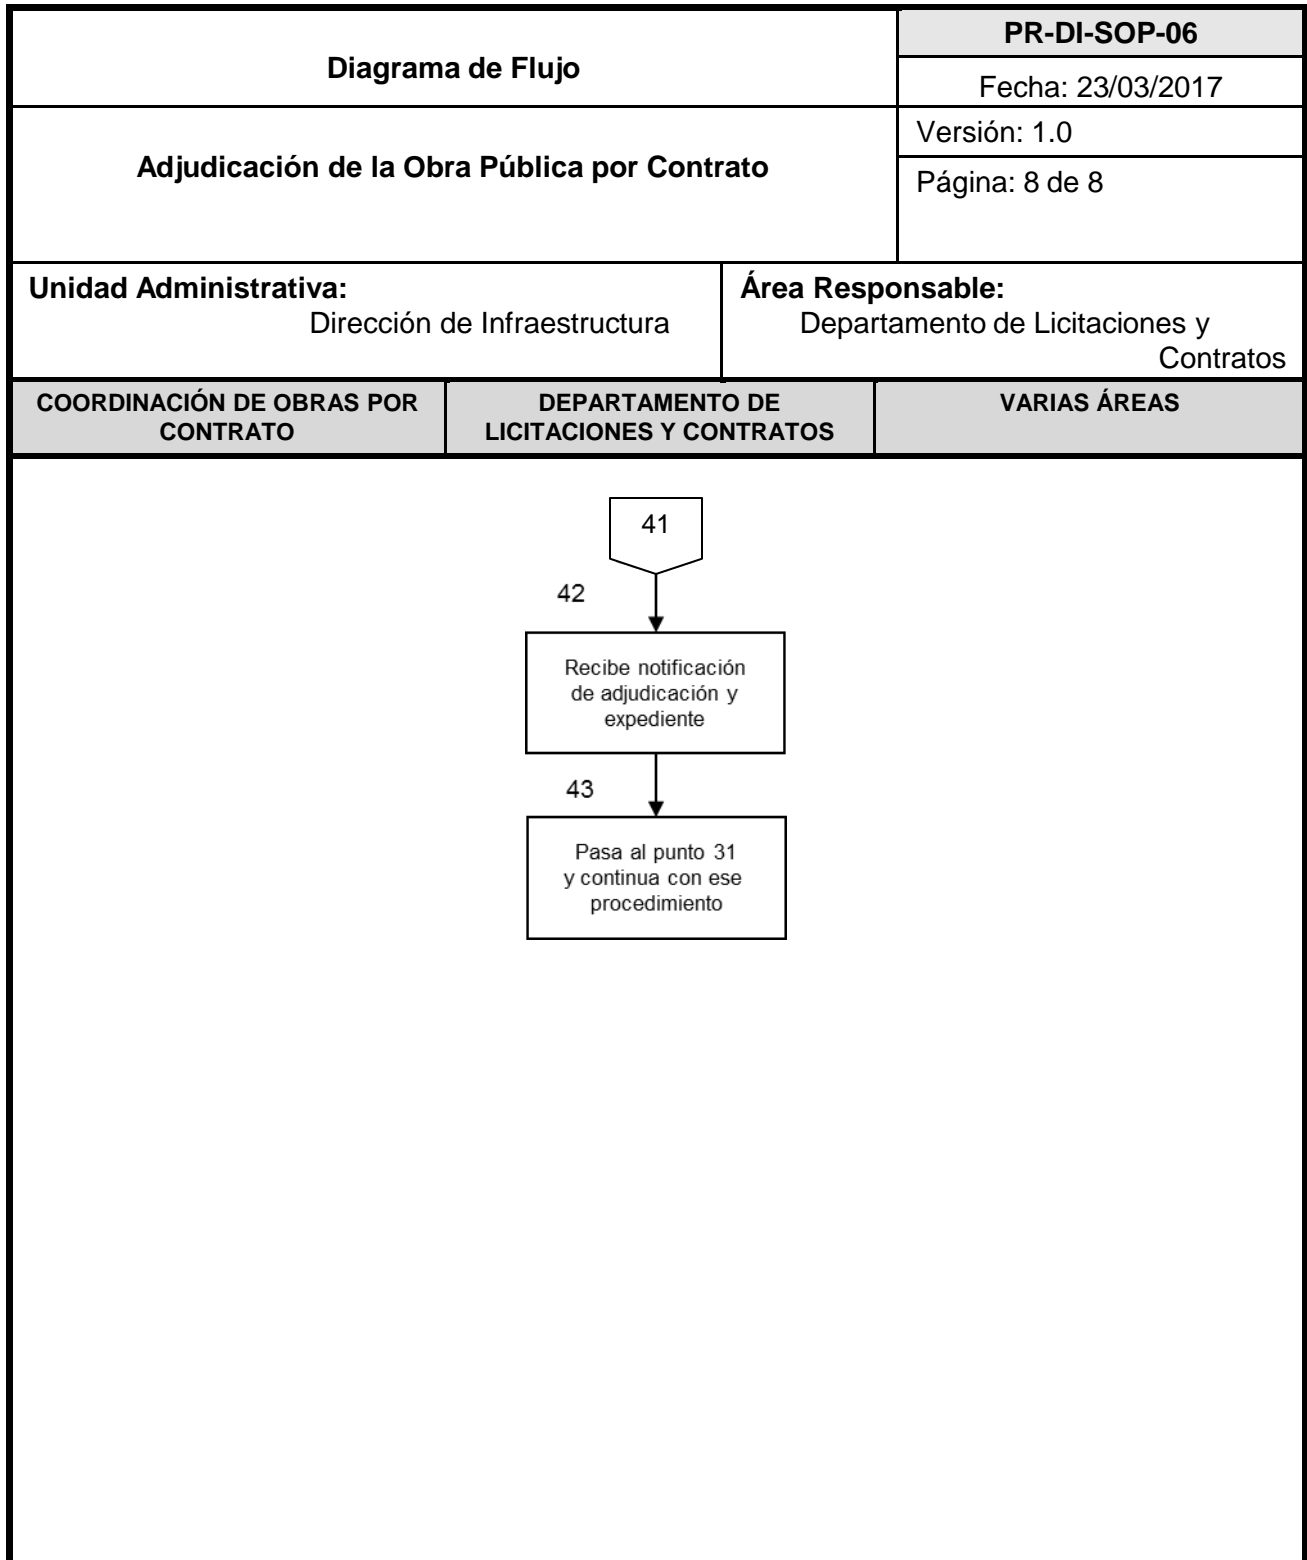 Diagrama de Flujo
PR-DI-SOP-06
Fecha: 23/03/2017
Adjudicación de la Obra Pública por Contrato
Versión: 1.0
Página: 8 de 8
Unidad Administrativa:
Dirección de Infraestructura
Área Responsable:
Departamento de Licitaciones y
Contratos
COORDINACIÓN DE OBRAS POR
CONTRATO
DEPARTAMENTO DE
LICITACIONES Y CONTRATOS
VARIAS ÁREAS
41
42
Recibe notificación
de adjudicación y
expediente
43
Pasa al punto 31
y continua con ese
procedimiento